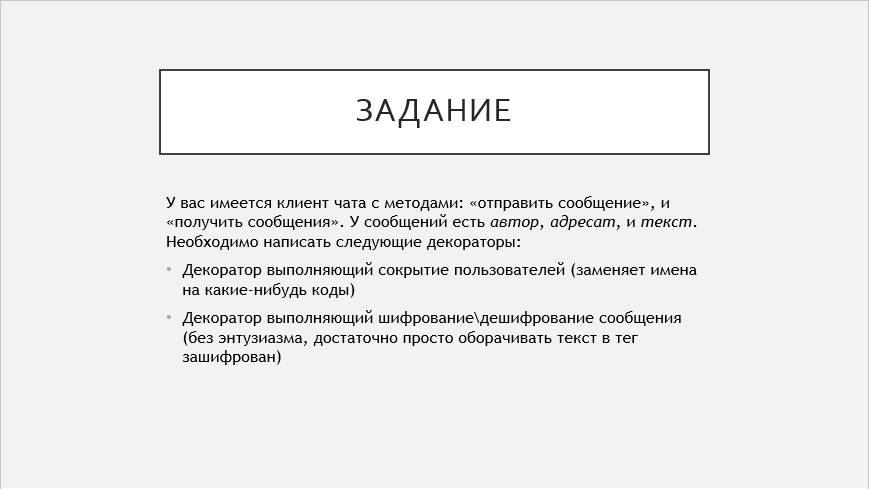 ЗАДАНИЕ
У вас имеется клиент чата с методами: «отправить сообщение», и
«получить сообщения». У сообщений есть автор, адресат, и текст.
Необходимо написать следующие декораторы:
• Декоратор выполняющий сокрытие пользователей (заменяет имена
на какие-нибудь коды)
• Декоратор выполняющий шифрование\дешифрование сообщения
(без энтузиазма, достаточно просто оборачивать текст в тег
зашифрован)